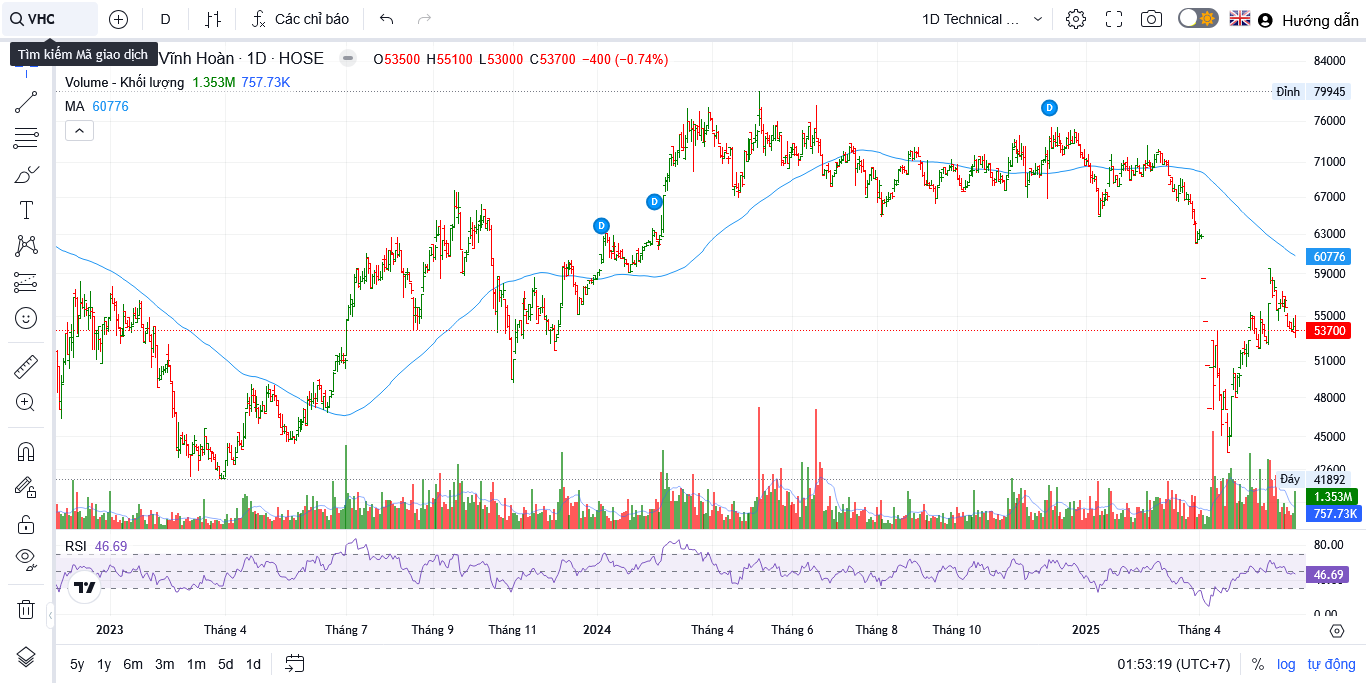 VHC
D
Các chỉ báo
1D Technical ...
Hướng dẫn
Tìm kiếm Mã giao dịch
Vĩnh Hoàn · 1D · HOSE
O53500 H55100 L53000 C53700 −400 (−0.74%)
Volume - Khối lượng 1.353M 757.73K
MA 60776
84000
Đỉnh 79945
76000
71000
67000
63000
60776
59000
55000
53700
51000
48000
45000
42600
Đáy 41892
1.353M
757.73K
D
D
D
RSI 46.69
80.00
46.69
0.00
2023 Tháng 4 Tháng 7 Tháng 9 Tháng 11 2024 Tháng 4 Tháng 6 Tháng 8 Tháng 10 2025 Tháng 4
5y 1y 6m 3m 1m 5d 1d
01:53:19 (UTC+7) % log tự động